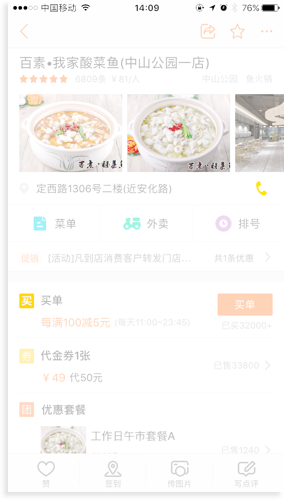 中国移动 14:09 76%
百素•我家酸菜鱼(中山公园一店)
6809条 ￥81/人 中山公园 鱼火锅
定西路1306号二楼(近安化路)
菜单 外卖 排号
促销 [活动]凡到店消费客户转发门店... 共1条优惠
买 买单 买单
每满100减5元 (每天11:00~23:45) 已买32000+
券 代金券1张
￥49 代50元 已售33800
团 优惠套餐
工作日午市套餐A
已售1240
赞 签到 传图片 写点评